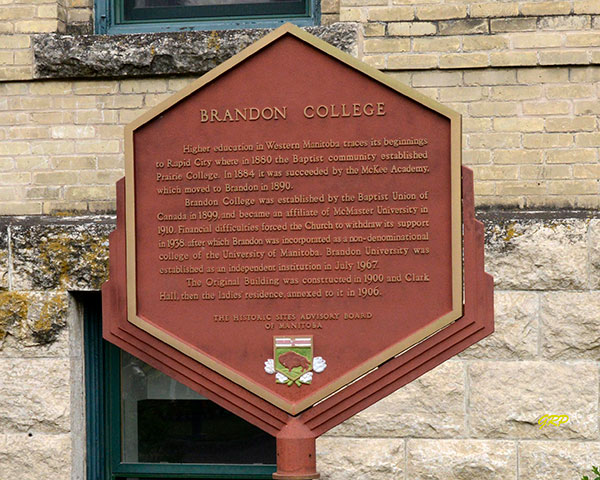 BRANDON COLLEGE
Higher education in Western Manitoba traces its beginnings
to Rapid City where in 1880 the Baptist community established
Prairie College. In 1884 it was succeeded by the McKee Academy,
which moved to Brandon in 1890.
Brandon College was established by the Baptist Union of
Canada in 1899, and became an affiliate of McMaster University in
1910. Financial difficulties forced the Church to withdraw its support
in 1938, after which Brandon was incorporated as a non-denominational
college of the University of Manitoba. Brandon University was
established as an independent institution in July 1967.
The Original Building was constructed in 1900 and Clark
Hall, then the ladies residence, annexed to it in 1906.
THE HISTORIC SITES ADVISORY BOARD
OF MANITOBA
GRP